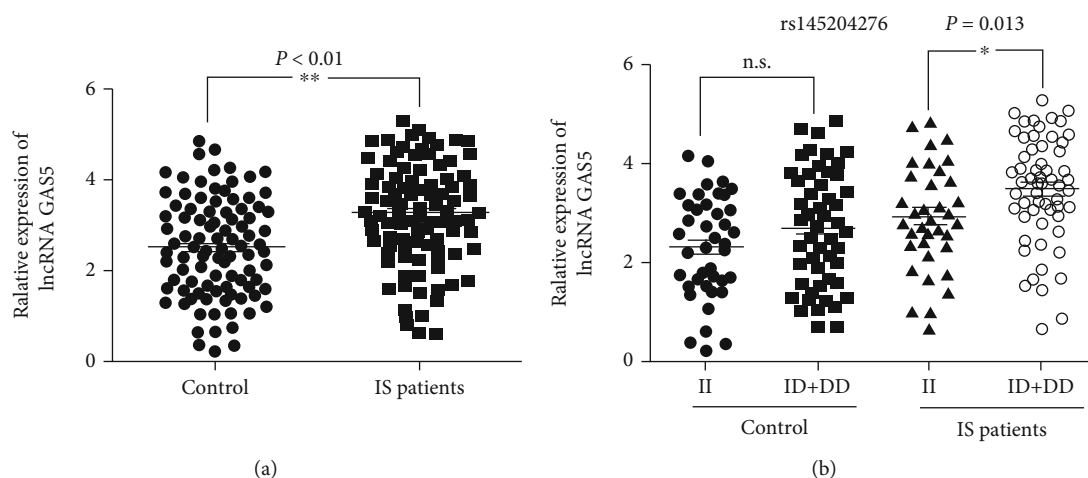 P < 0.01
**
Ralative expression of
lncRNA GAS5
6
4
2
0
Control
IS patients
(a)
rs145204276
P = 0.013
n.s.
*
Ralative expression of
lncRNA GAS5
6
4
2
0
II
ID+DD
II
ID+DD
Control
IS patients
(b)